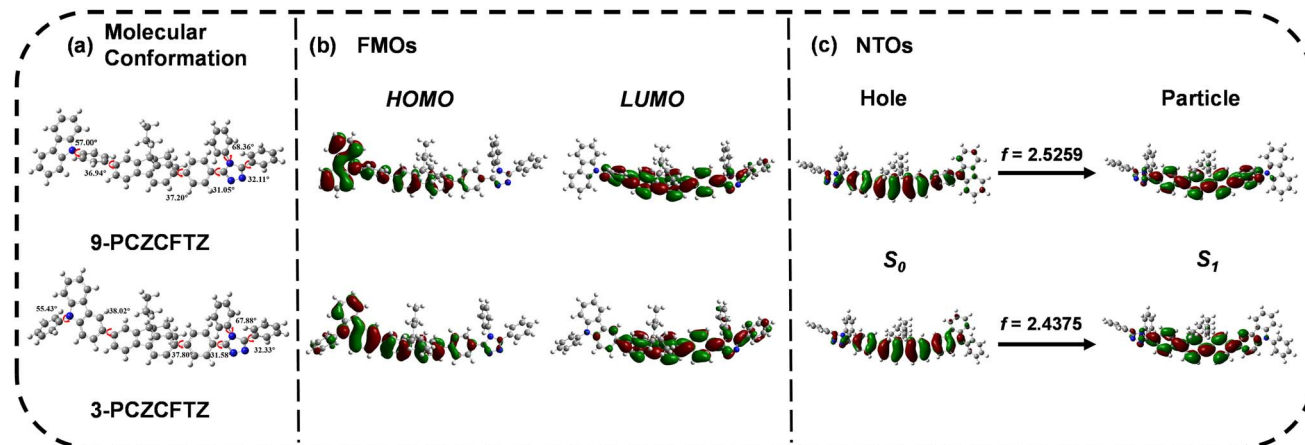 (a) Molecular
Conformation
57.00°
36.94°
68.36°
32.11°
31.05°
37.20°
9-PCZCFTZ
55.43°
38.02°
67.88°
37.80°
31.58°
32.33°
3-PCZCFTZ
(b) FMOs
HOMO LUMO
(c) NTOs
Hole Particle
f = 2.5259
S0 S1
f = 2.4375